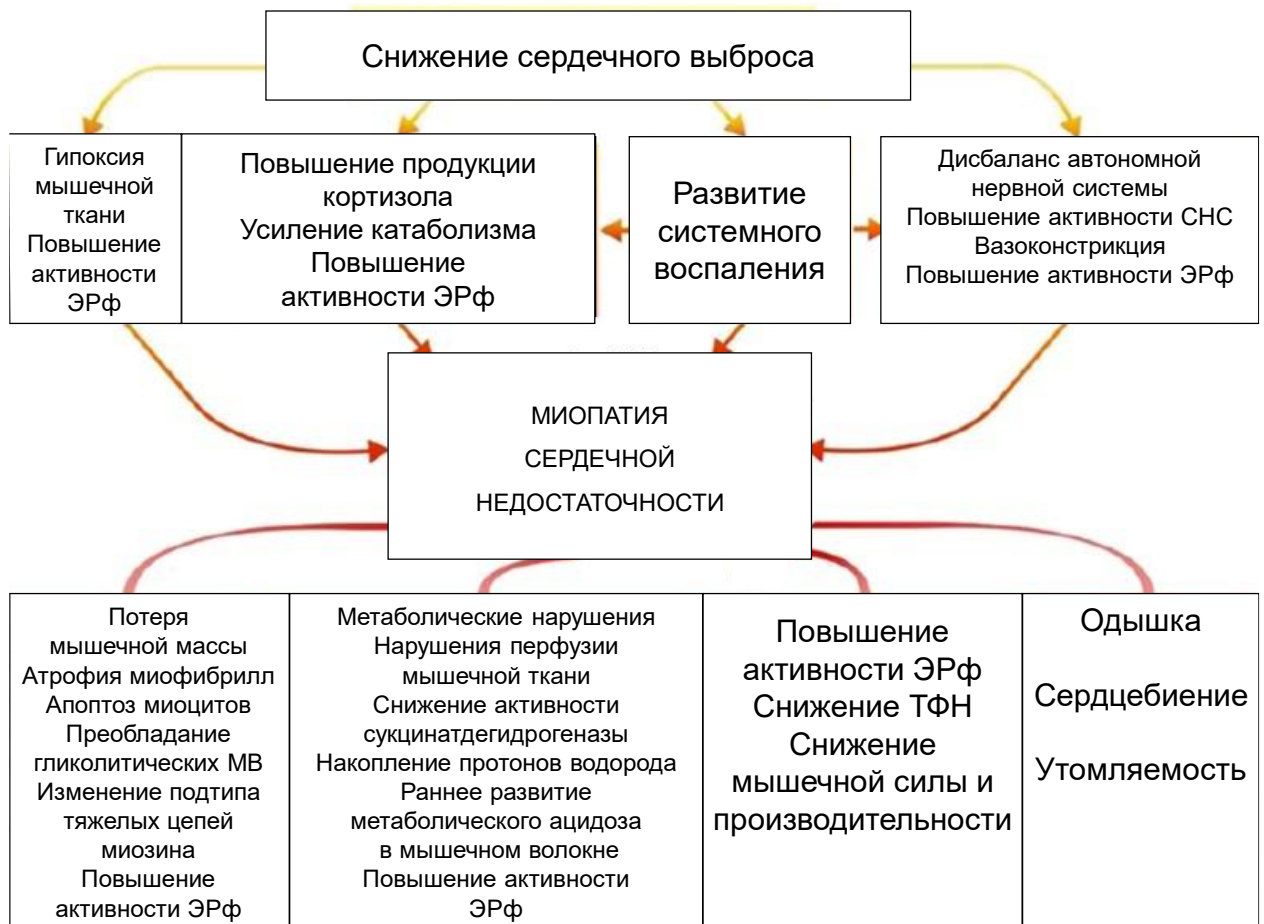 Снижение сердечного выброса
Гипоксия
мышечной
ткани
Повышение
активности
ЭРф
Повышение продукции
кортизола
Усиление катаболизма
Повышение
активности ЭРф
Развитие
системного
воспаления
Дисбаланс автономной
нервной системы
Повышение активности СНС
Вазоконстрикция
Повышение активности ЭРф
МИОПАТИЯ
СЕРДЕЧНОЙ
НЕДОСТАТОЧНОСТИ
Потеря
мышечной массы
Атрофия миофибрилл
Апоптоз миоцитов
Преобладание
гликолитических МВ
Изменение подтипа
тяжелых цепей
миозина
Повышение
активности ЭРф
Метаболические нарушения
Нарушения перфузии
мышечной ткани
Снижение активности
сукцинатдегидрогеназы
Накопление протонов водорода
Раннее развитие
метаболического ацидоза
в мышечном волокне
Повышение активности
ЭРф
Повышение
активности ЭРф
Снижение ТФН
Снижение
мышечной силы и
производительности
Одышка
Сердцебиение
Утомляемость